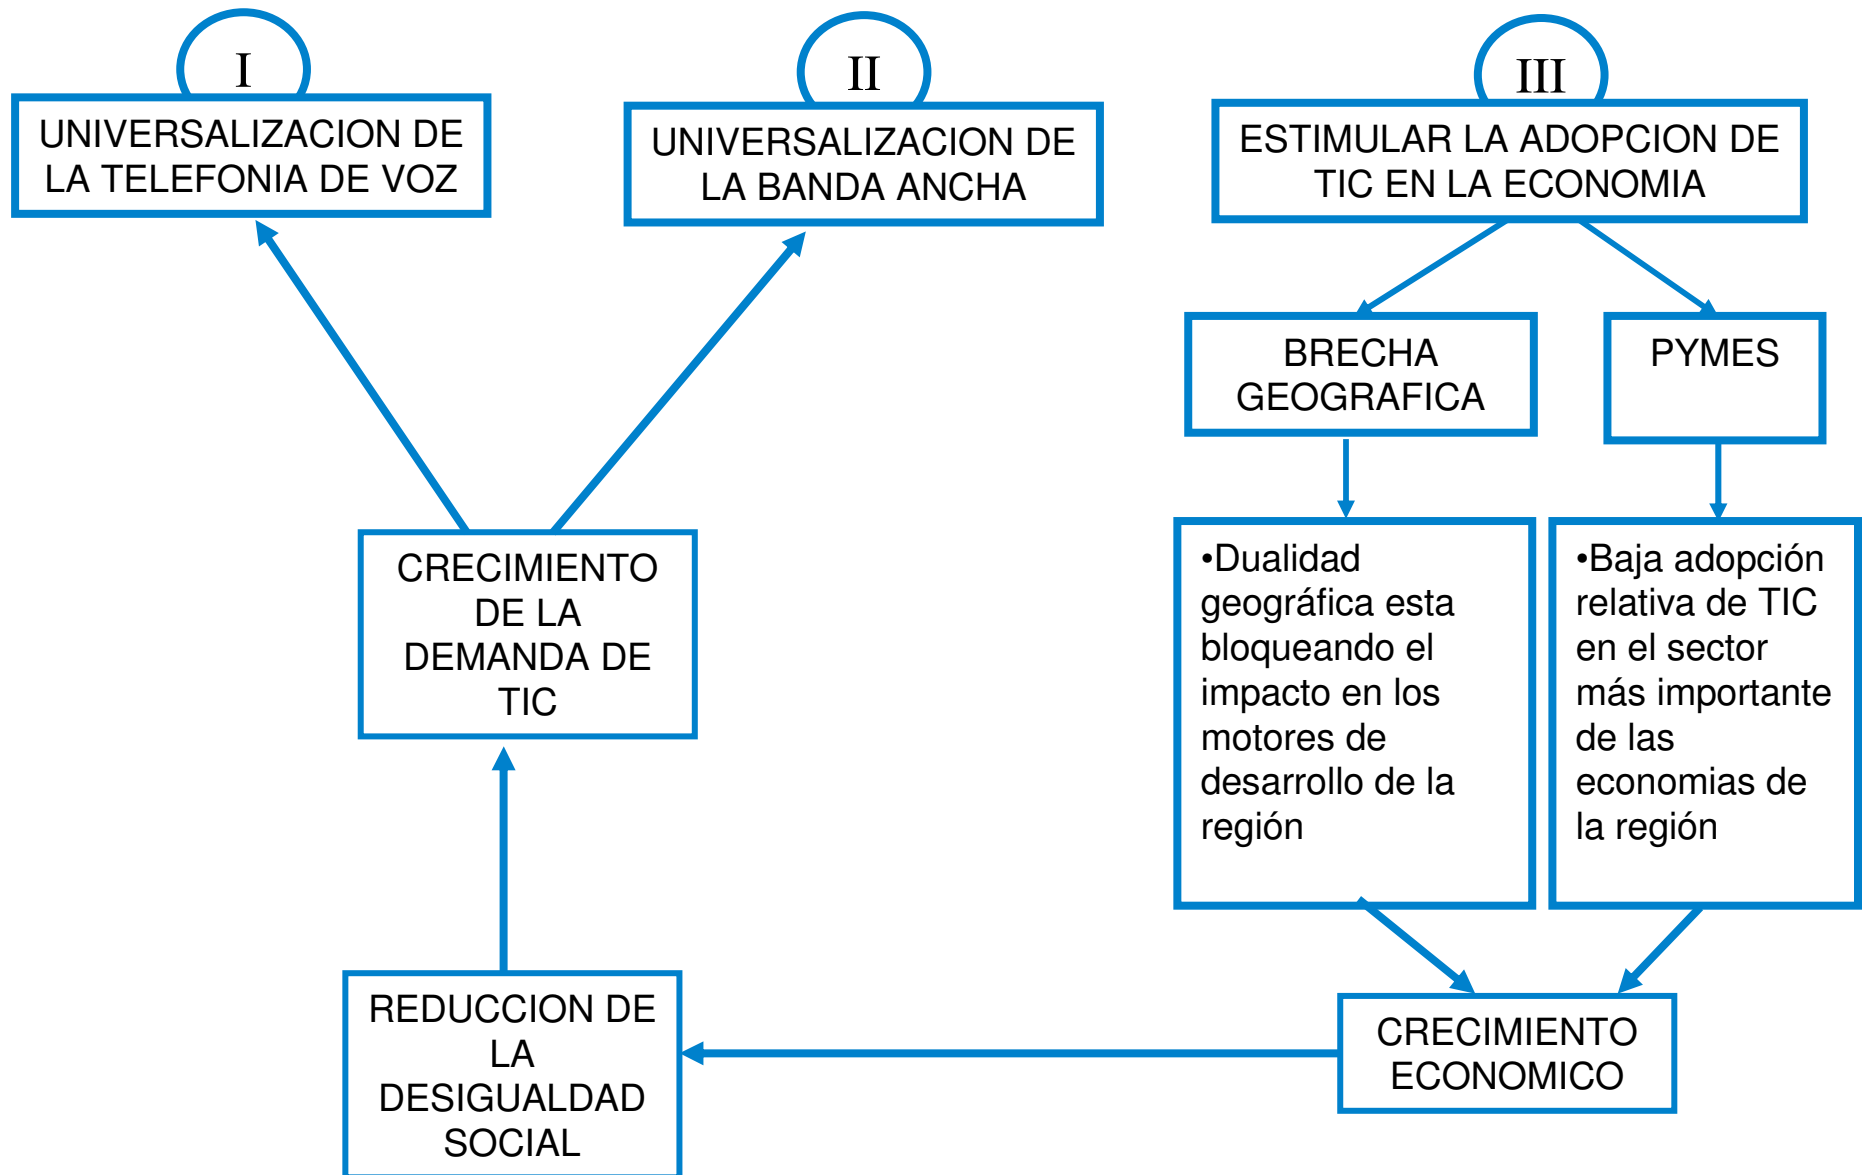 I
UNIVERSALIZACION DE
LA TELEFONIA DE VOZ
II
UNIVERSALIZACION DE
LA BANDA ANCHA
III
ESTIMULAR LA ADOPCION DE
TIC EN LA ECONOMIA
BRECHA
GEOGRAFICA
PYMES
CRECIMIENTO
DE LA
DEMANDA DE
TIC
•Dualidad
geográfica esta
bloqueando el
impacto en los
motores de
desarrollo de la
región
•Baja adopción
relativa de TIC
en el sector
más importante
de las
economias de
la región
REDUCCION DE
LA
DESIGUALDAD
SOCIAL
CRECIMIENTO
ECONOMICO